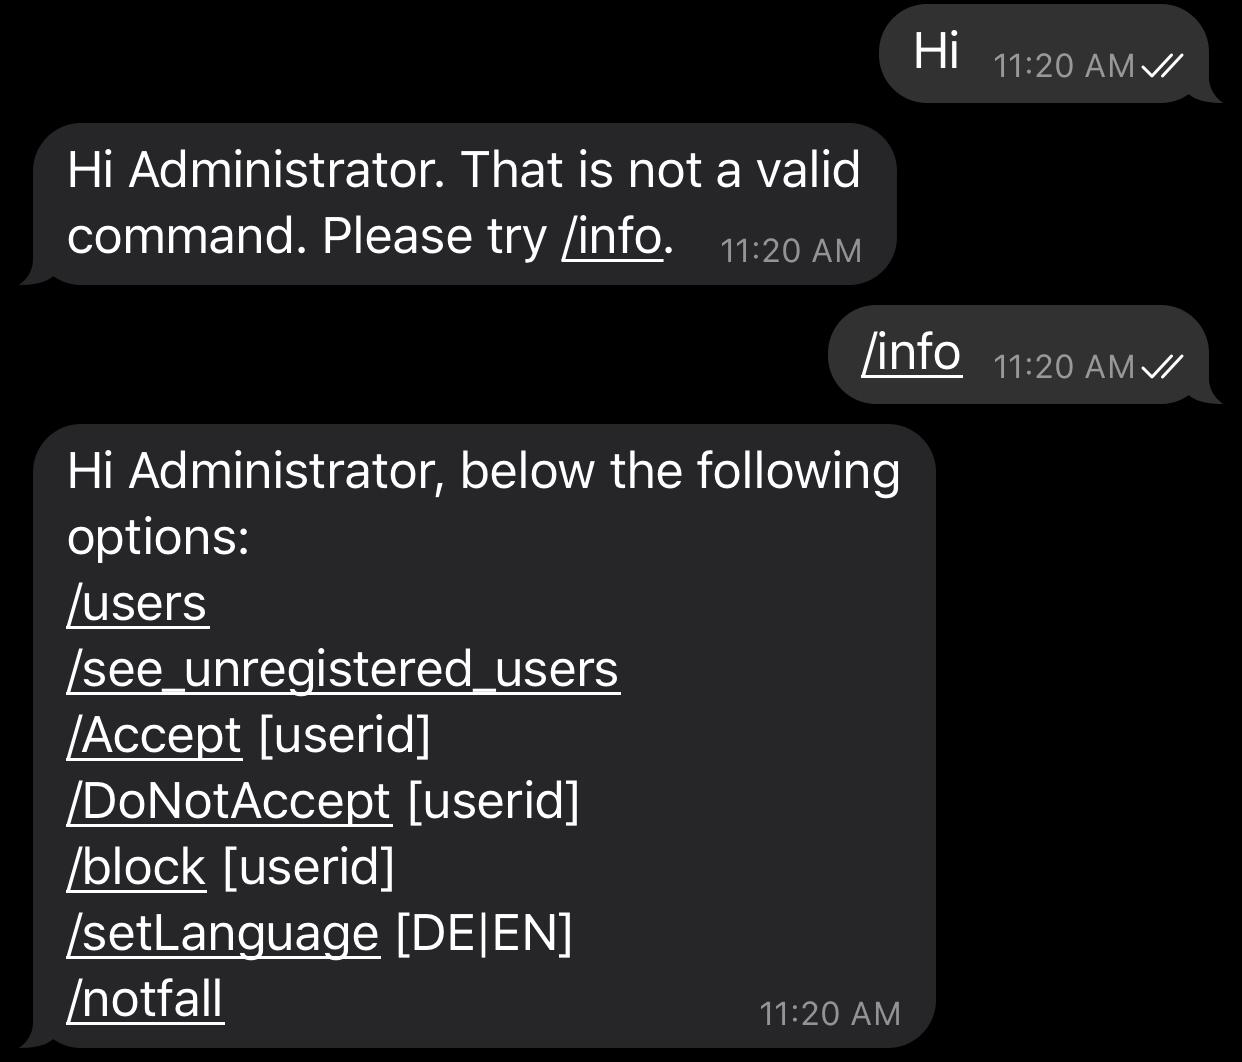 Hi 11:20 AM
Hi Administrator. That is not a valid
command. Please try /info. 11:20 AM
/info 11:20 AM
Hi Administrator, below the following
options:
/users
/see_unregistered_users
/Accept [userid]
/DoNotAccept [userid]
/block [userid]
/setLanguage [DE|EN]
/notfall 11:20 AM